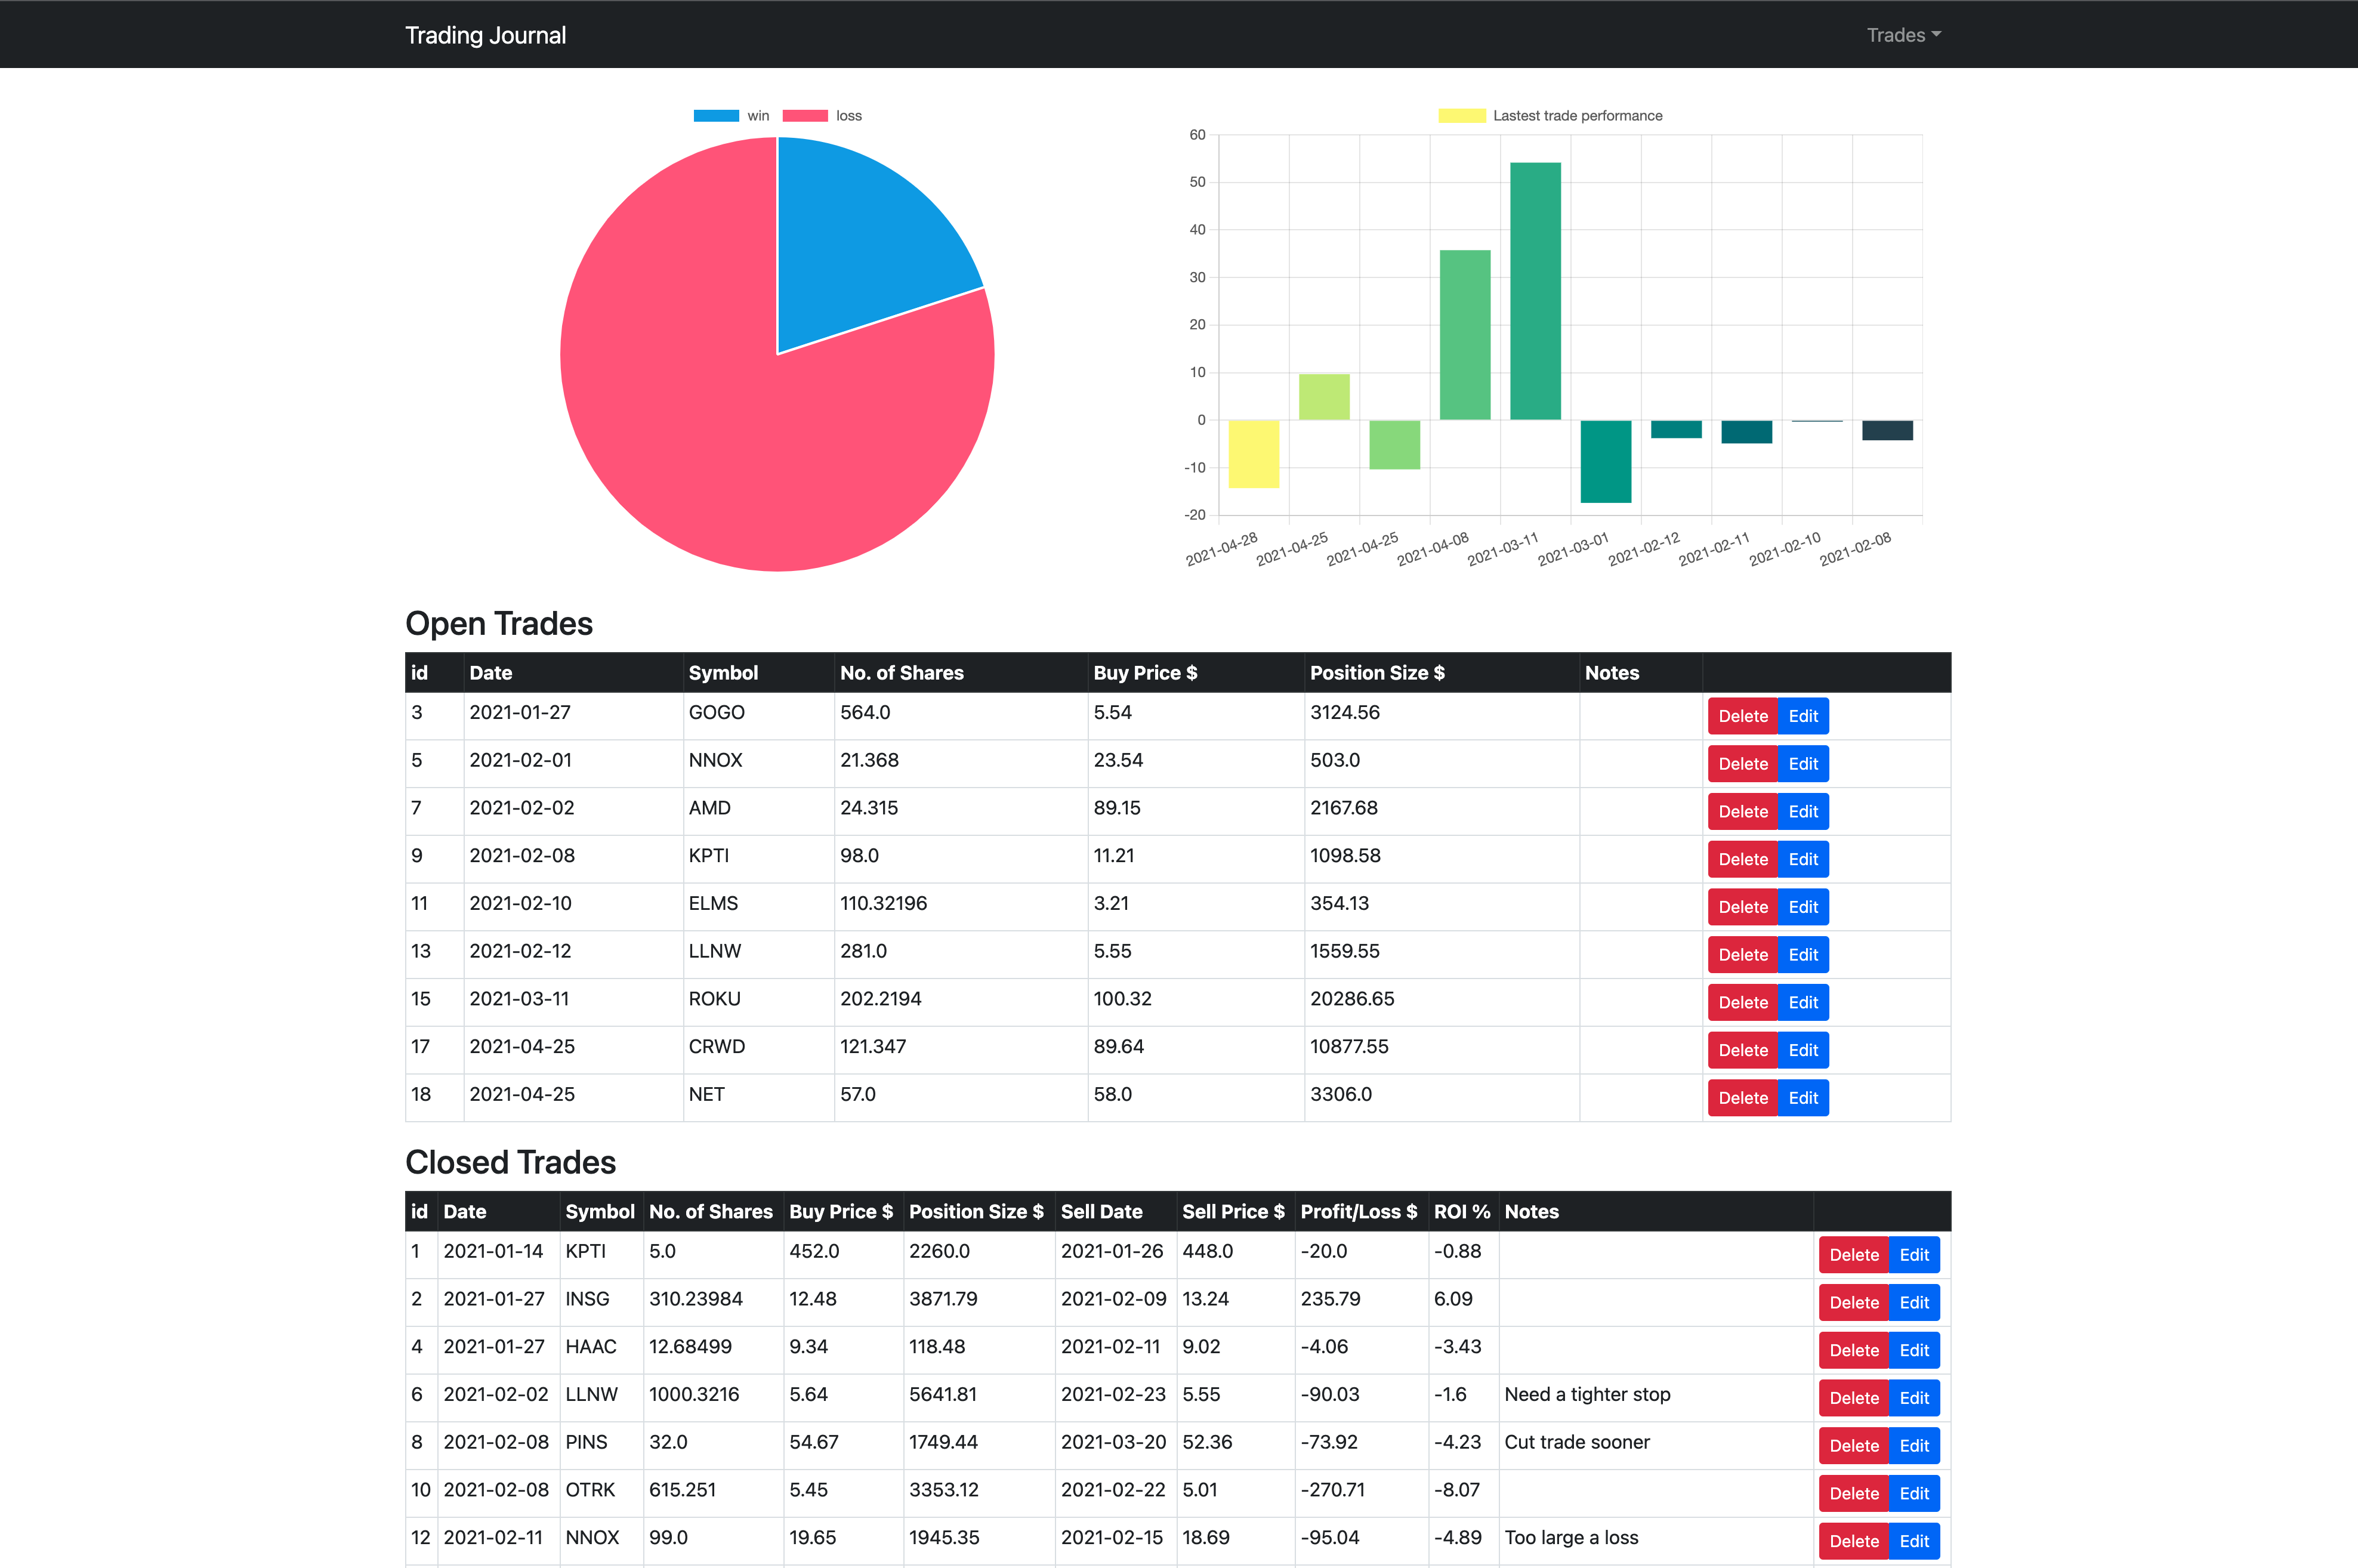 Trading Journal Trades
win loss
Lastest trade performance
60
50
40
30
20
10
0
-10
-20
2021-04-28 2021-04-25 2021-04-25 2021-04-08 2021-03-11 2021-03-01 2021-02-12 2021-02-11 2021-02-10 2021-02-08
Open Trades
id Date Symbol No. of Shares Buy Price $ Position Size $ Notes
3 2021-01-27 GOGO 564.0 5.54 3124.56 Delete Edit
5 2021-02-01 NNOX 21.368 23.54 503.0 Delete Edit
7 2021-02-02 AMD 24.315 89.15 2167.68 Delete Edit
9 2021-02-08 KPTI 98.0 11.21 1098.58 Delete Edit
11 2021-02-10 ELMS 110.32196 3.21 354.13 Delete Edit
13 2021-02-12 LLNW 281.0 5.55 1559.55 Delete Edit
15 2021-03-11 ROKU 202.2194 100.32 20286.65 Delete Edit
17 2021-04-25 CRWD 121.347 89.64 10877.55 Delete Edit
18 2021-04-25 NET 57.0 58.0 3306.0 Delete Edit
Closed Trades
id Date Symbol No. of Shares Buy Price $ Position Size $ Sell Date Sell Price $ Profit/Loss $ ROI % Notes
1 2021-01-14 KPTI 5.0 452.0 2260.0 2021-01-26 448.0 -20.0 -0.88 Delete Edit
2 2021-01-27 INSG 310.23984 12.48 3871.79 2021-02-09 13.24 235.79 6.09 Delete Edit
4 2021-01-27 HAAC 12.68499 9.34 118.48 2021-02-11 9.02 -4.06 -3.43 Delete Edit
6 2021-02-02 LLNW 1000.3216 5.64 5641.81 2021-02-23 5.55 -90.03 -1.6 Need a tighter stop Delete Edit
8 2021-02-08 PINS 32.0 54.67 1749.44 2021-03-20 52.36 -73.92 -4.23 Cut trade sooner Delete Edit
10 2021-02-08 OTRK 615.251 5.45 3353.12 2021-02-22 5.01 -270.71 -8.07 Delete Edit
12 2021-02-11 NNOX 99.0 19.65 1945.35 2021-02-15 18.69 -95.04 -4.89 Too large a loss Delete Edit